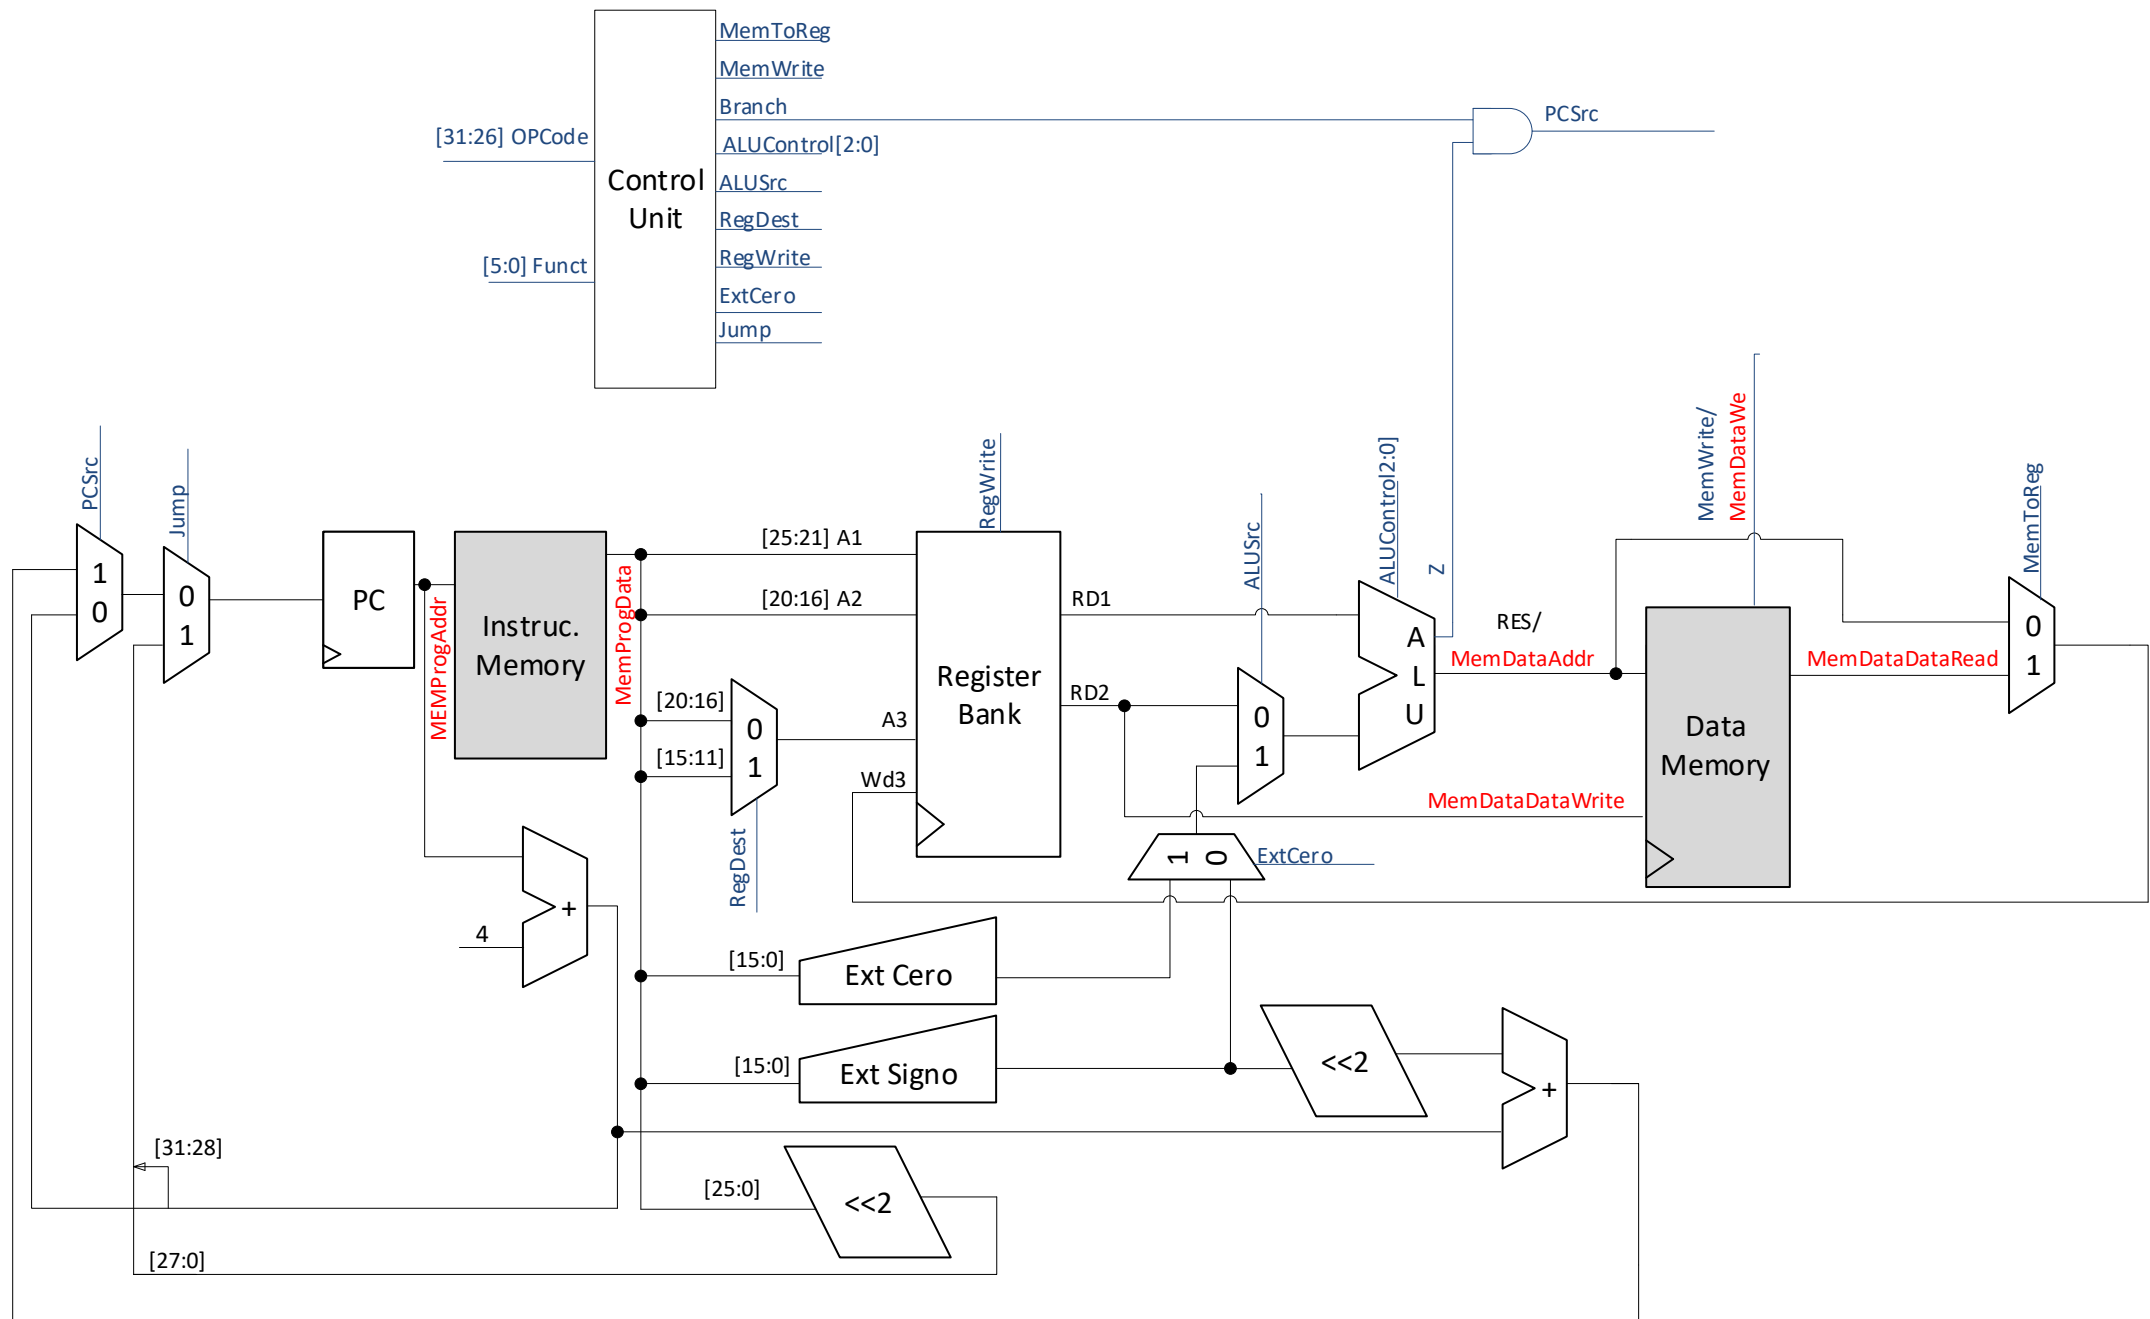 MemToReg
MemWrite
Branch
ALUControl[2:0]
ALUSrc
RegDest
RegWrite
ExtCero
Jump
[31:26] OPCode
[5:0] Funct
Control
Unit
PCSrc
PCSrc
Jump
1
0
0
1
PC
MEMProgAddr
Instruc.
Memory
MemProgData
[25:21] A1
[20:16] A2
[20:16]
[15:11]
0
1
RegDest
A3
Wd3
RegWrite
Register
Bank
RD1
RD2
ALUSrc
0
1
ALUControl2:0]
A
L
U
Z
RES/
MemDataAddr
MemWrite/
MemDataWe
Data
Memory
MemDataDataRead
MemDataDataWrite
MemToReg
0
1
1
0
ExtCero
4
+
[15:0]
Ext Cero
[15:0]
Ext Signo
<<2
+
[31:28]
[25:0]
<<2
[27:0]